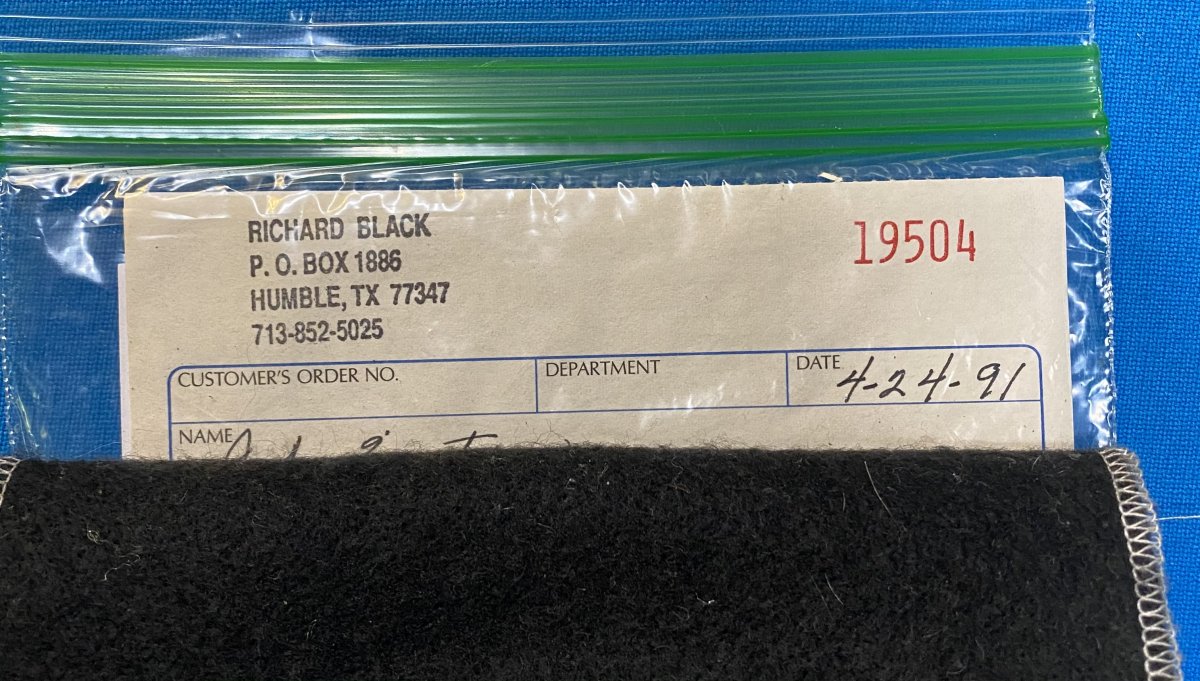 RICHARD BLACK
P. O. BOX 1886
HUMBLE, TX 77347
713-852-5025
19504
CUSTOMER'S ORDER NO.
DEPARTMENT
DATE 4-24-91
NAME